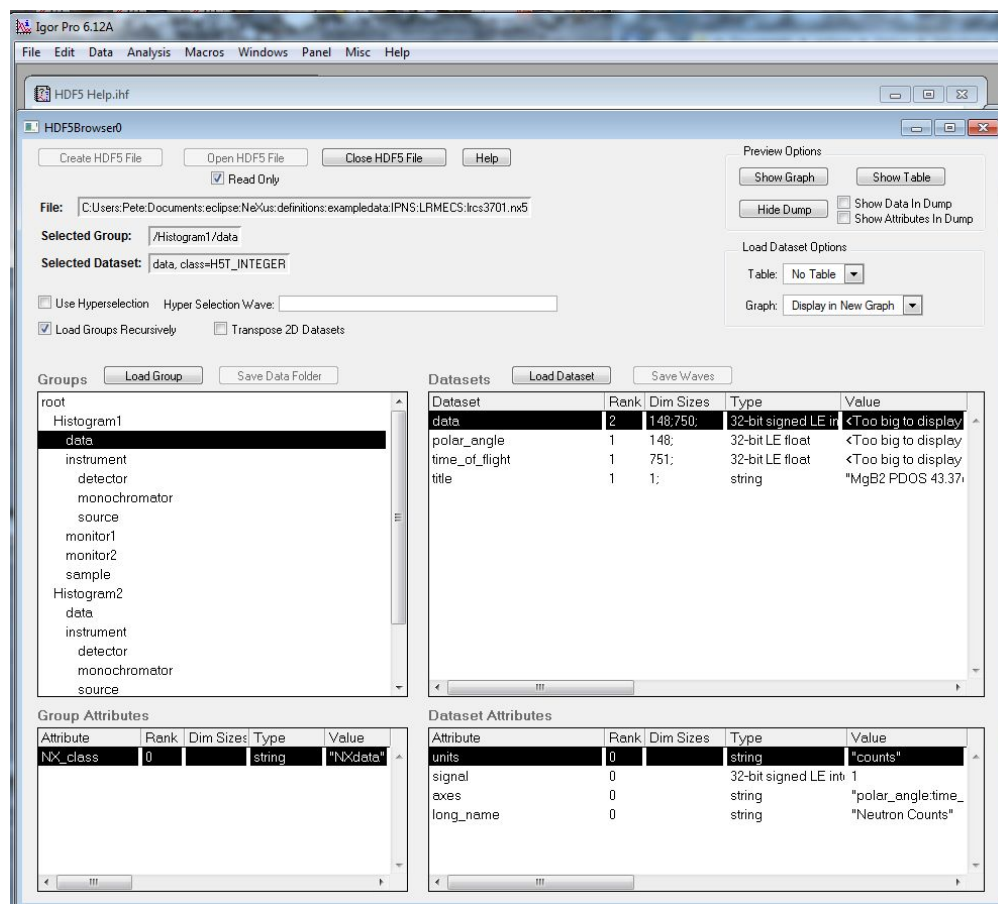 Igor Pro 6.12A
File Edit Data Analysis Macros Windows Panel Misc Help
HDF5 Help.ihf
HDF5Browser0
Create HDF5 File Open HDF5 File Close HDF5 File Help
Read Only
File: C:Users:Pete:Documents:eclipse:NeXus:definitions:exampledata:IPNS:LRMECS:lrcs3701.nx5
Selected Group: /Histogram1/data
Selected Dataset: data, class=H5T_INTEGER
Use Hyperselection Hyper Selection Wave:
Load Groups Recursively Transpose 2D Datasets
Preview Options
Show Graph Show Table
Hide Dump Show Data In Dump
Show Attributes In Dump
Load Dataset Options
Table: No Table
Graph: Display in New Graph
Groups Load Group Save Data Folder
root
Histogram1
data
instrument
detector
monochromator
source
monitor1
monitor2
sample
Histogram2
data
instrument
detector
monochromator
source
Datasets Load Dataset Save Waves
Dataset Rank Dim Sizes Type Value
data 2 148;750; 32-bit signed LE in <Too big to display
polar_angle 1 148; 32-bit LE float <Too big to display
time_of_flight 1 751; 32-bit LE float <Too big to display
title 1 1; string "MgB2 PDOS 43.37
Group Attributes
Attribute Rank Dim Sizes Type Value
NX_class 0 string "NXdata"
Dataset Attributes
Attribute Rank Dim Sizes Type Value
units 0 string "counts"
signal 0 32-bit signed LE int 1
axes 0 string "polar_angle:time_
long_name 0 string "Neutron Counts"